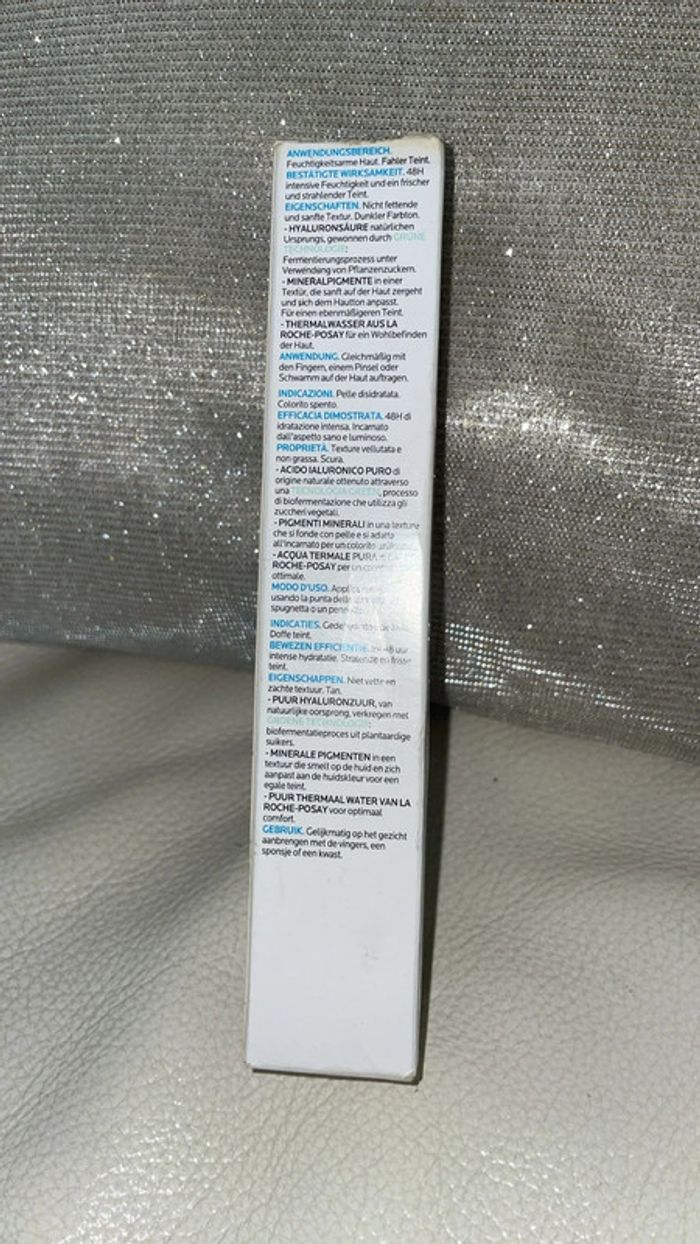 ANWENDUNGSBEREICH.
Feuchtigkeitsarme Haut. Fahler Teint.
BESTÄTIGTE WIRKSAMKEIT. 48H
intensive Feuchtigkeit und ein frischer
und strahlender Teint.
EIGENSCHAFTEN. Nicht fettende
und sanfte Textur. Dunkler Farbton.
- HYALURONSÄURE natürlichen
Ursprungs, gewonnen durch GRÜNE
TECHNOLOGIE:
Fermentierungsprozess unter
Verwendung von Pflanzenzuckern.
- MINERALPIGMENTE in einer
Textur, die sanft auf der Haut zergeht
und sich dem Hautton anpasst.
Für einen ebenmäßigeren Teint.
- THERMALWASSER AUS LA
ROCHE-POSAY für ein Wohlbefinden
der Haut.
ANWENDUNG. Gleichmäßig mit
den Fingern, einem Pinsel oder
Schwamm auf der Haut auftragen.
INDICAZIONI. Pelle disidratata.
Colorito spento.
EFFICACIA DIMOSTRATA. 48H di
idratazione intensa. Incarnato
dall'aspetto sano e luminoso.
PROPRIETÀ. Texture vellutata e
non grassa. Scura.
- ACIDO IALURONICO PURO di
origine naturale ottenuto attraverso
una TECNOLOGIA GREEN, processo
di biofermentazione che utilizza gli
zuccheri vegetali.
- PIGMENTI MINERALI in una texture
che si fonde con pelle e si adatta
all'incarnato per un colorito
- ACQUA TERMALE PURA
ROCHE-POSAY per un
ottimale.
MODO D'USO.
usando la punta delle
spugnetta o un
INDICATIES.
Doffe teint.
BEWEZEN EFFICIËNTIE. 48 uur
intense hydratatie. Stralende en frisse
teint.
EIGENSCHAPPEN. Niet vette en
zachte textuur. Tan.
- PUUR HYALURONZUUR, van
natuurlijke oorsprong, verkregen met
GROENE TECHNOLOGIE:
biofermentatieproces uit plantaardige
suikers.
- MINERALE PIGMENTEN in een
textuur die smelt op de huid en zich
aanpast aan de huidskleur voor een
egale teint.
- PUUR THERMAAL WATER VAN LA
ROCHE-POSAY voor optimaal
comfort.
GEBRUIK. Gelijkmatig op het gezicht
aanbrengen met de vingers, een
sponsje of een kwast.